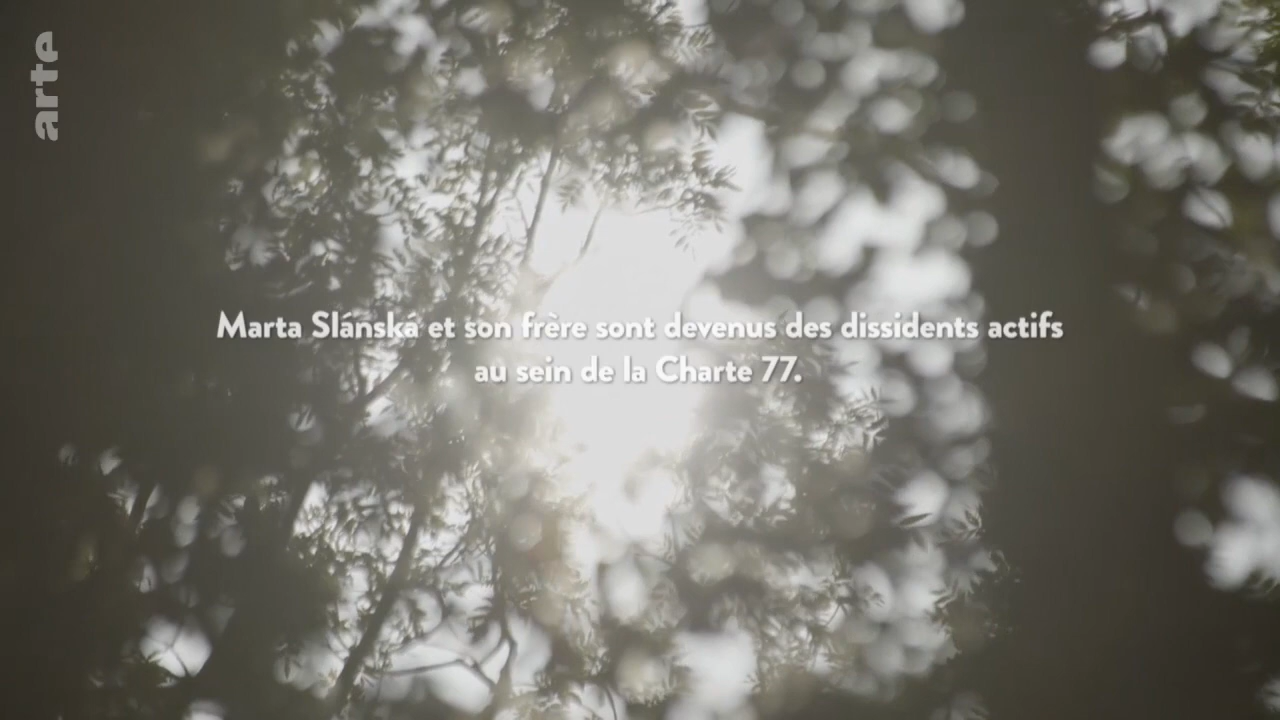 arte
Marta Slánská et son frère sont devenus des dissidents actifs
au sein de la Charte 77.